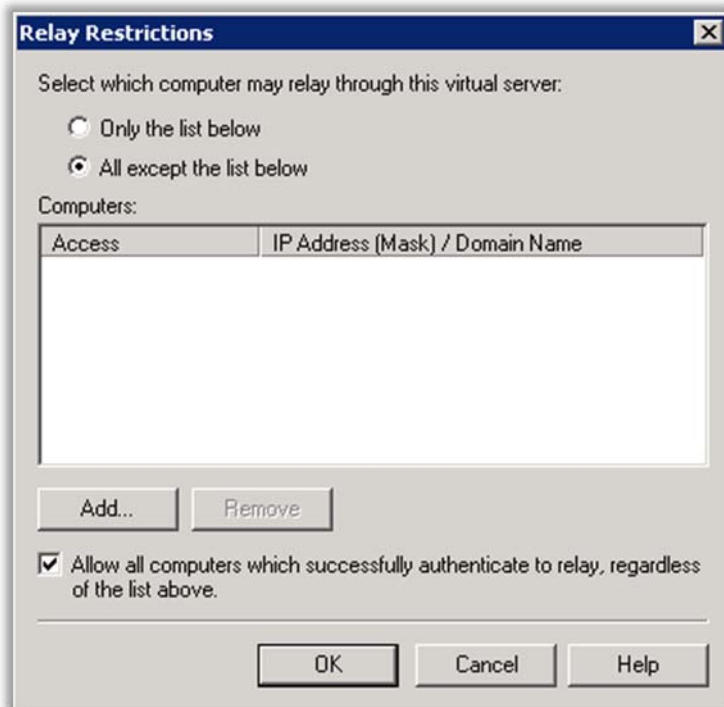 Relay Restrictions
Select which computer may relay through this virtual server:
Only the list below
All except the list below
Computers:
Access IP Address (Mask) / Domain Name
Add... Remove
Allow all computers which successfully authenticate to relay, regardless
of the list above.
OK Cancel Help